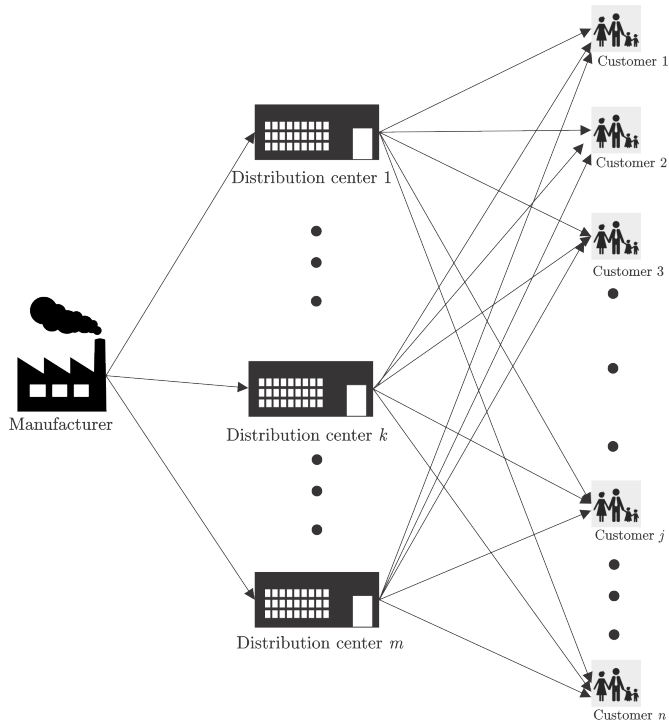 Customer 1
Customer 2
Distribution center 1
Customer 3
Manufacturer
Distribution center k
Customer j
Distribution center m
Customer n